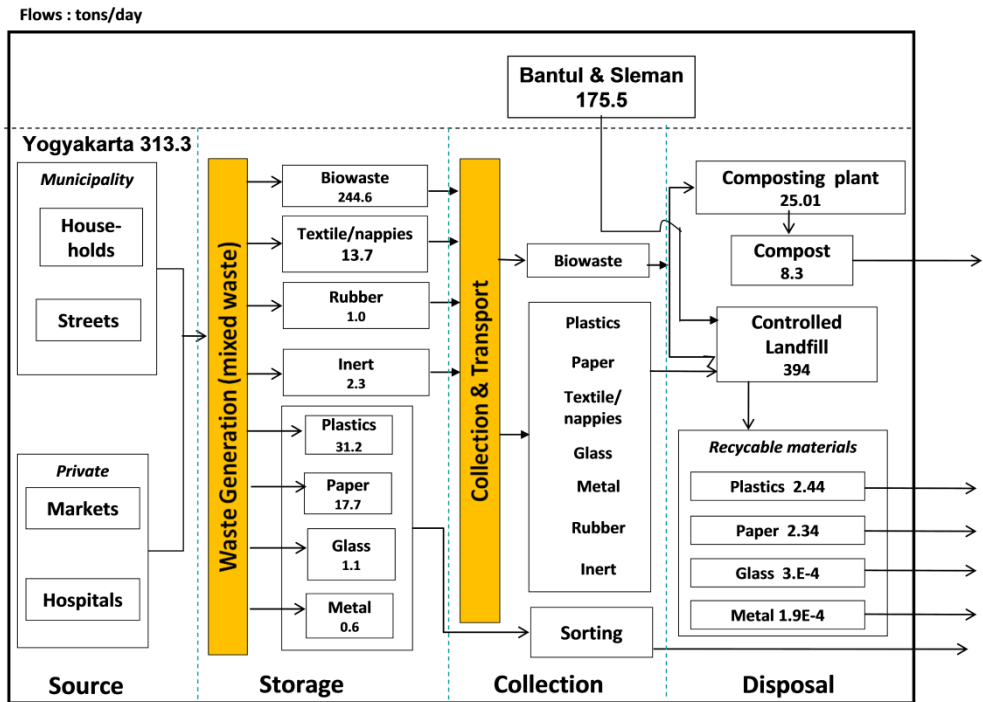 Flows : tons/day
Bantul & Sleman
175.5
Yogyakarta 313.3
Municipality
House-
holds
Streets
Private
Markets
Hospitals
Waste Generation (mixed waste)
Biowaste
244.6
Textile/nappies
13.7
Rubber
1.0
Inert
2.3
Plastics
31.2
Paper
17.7
Glass
1.1
Metal
0.6
Collection & Transport
Biowaste
Plastics
Paper
Textile/
nappies
Glass
Metal
Rubber
Inert
Sorting
Composting plant
25.01
Compost
8.3
Controlled
Landfill
394
Recycable materials
Plastics 2.44
Paper 2.34
Glass 3.E-4
Metal 1.9E-4
Source
Storage
Collection
Disposal